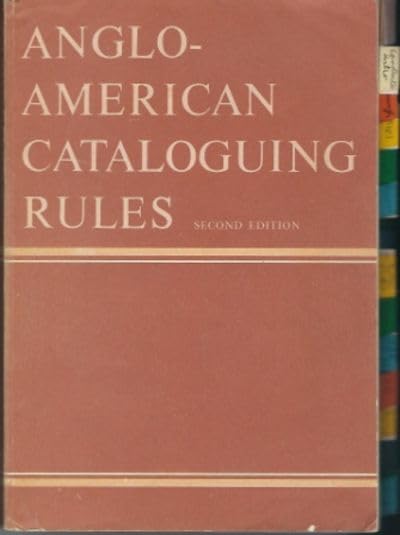 ANGLO-
AMERICAN
CATALOGUING
RULES SECOND EDITION